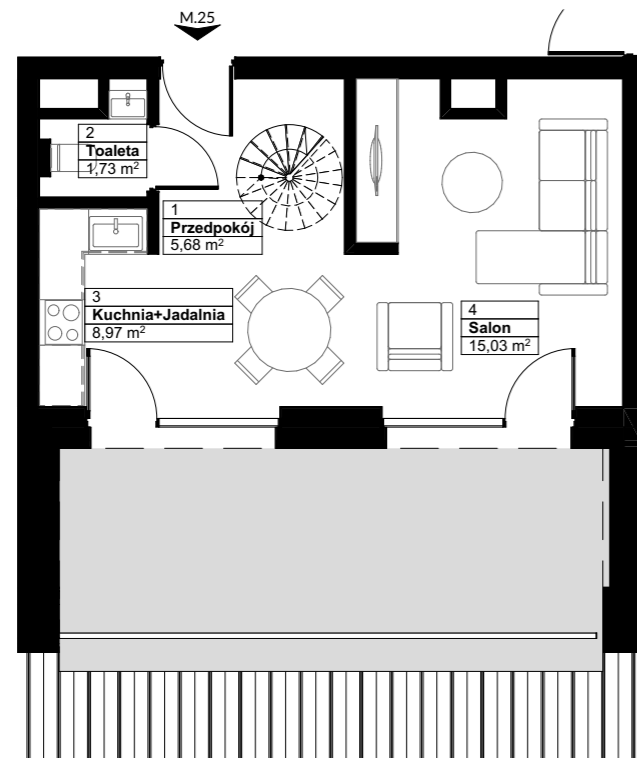 M.25
2
Toaleta
1,73 m²
1
Przedpokój
5,68 m²
3
Kuchnia+Jadalnia
8,97 m²
4
Salon
15,03 m²